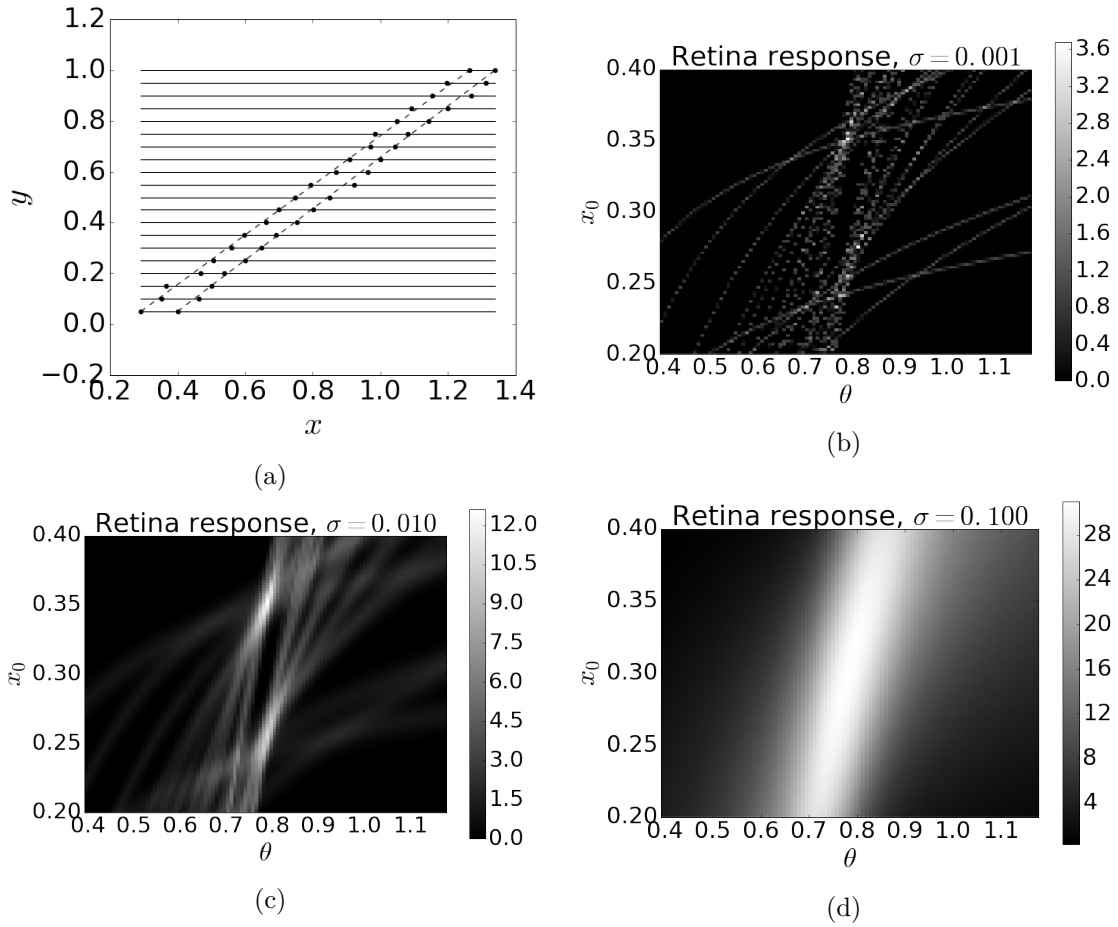 1.2
1.0
0.8
0.6
0.4
0.2
0.0
−0.2
0.2 0.4 0.6 0.8 1.0 1.2 1.4
y
x
(a)
Retina response, σ = 0.001
0.40
0.35
0.30
0.25
0.20
x₀
0.4 0.5 0.6 0.7 0.8 0.9 1.0 1.1
θ
3.6
3.2
2.8
2.4
2.0
1.6
1.2
0.8
0.4
0.0
(b)
Retina response, σ = 0.010
0.40
0.35
0.30
0.25
0.20
x₀
0.4 0.5 0.6 0.7 0.8 0.9 1.0 1.1
θ
12.0
10.5
9.0
7.5
6.0
4.5
3.0
1.5
0.0
(c)
Retina response, σ = 0.100
0.40
0.35
0.30
0.25
0.20
x₀
0.4 0.5 0.6 0.7 0.8 0.9 1.0 1.1
θ
28
24
20
16
12
8
4
(d)